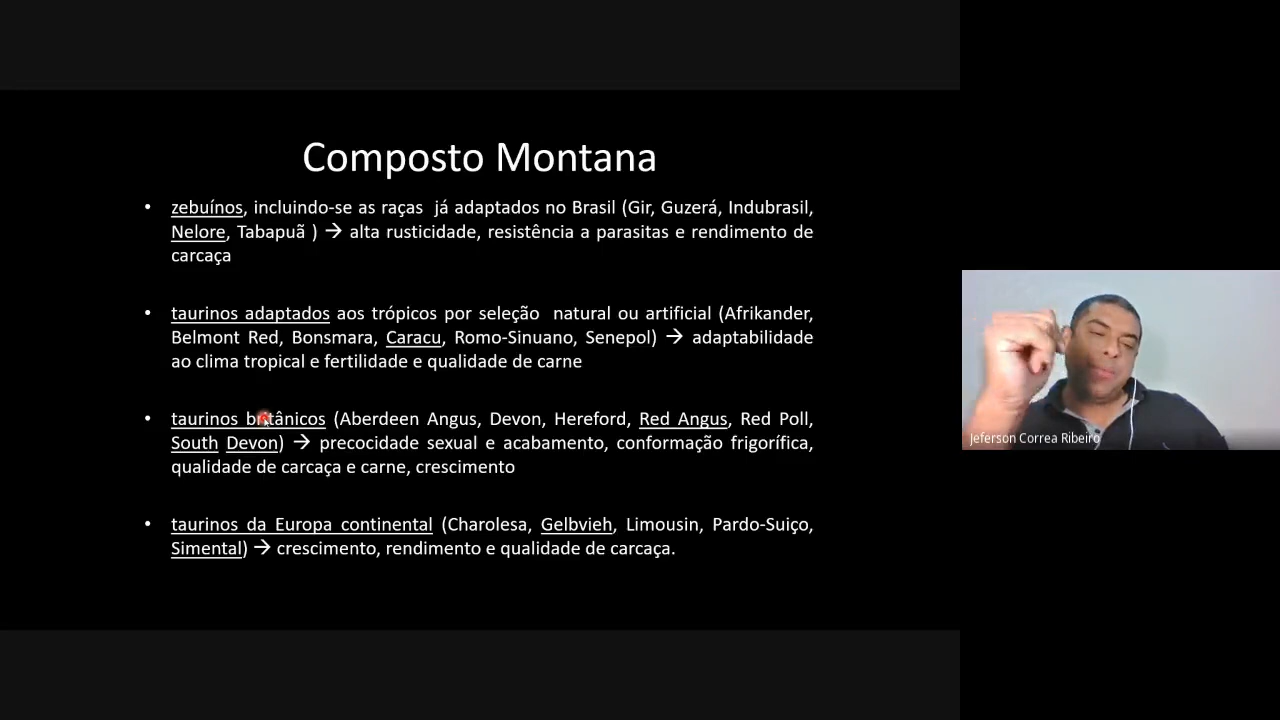 Composto Montana
• zebuínos, incluindo-se as raças já adaptados no Brasil (Gir, Guzerá, Indubrasil,
Nelore, Tabapuã ) → alta rusticidade, resistência a parasitas e rendimento de
carcaça
• taurinos adaptados aos trópicos por seleção natural ou artificial (Afrikander,
Belmont Red, Bonsmara, Caracu, Romo-Sinuano, Senepol) → adaptabilidade
ao clima tropical e fertilidade e qualidade de carne
• taurinos britânicos (Aberdeen Angus, Devon, Hereford, Red Angus, Red Poll,
South Devon) → precocidade sexual e acabamento, conformação frigorífica,
qualidade de carcaça e carne, crescimento
• taurinos da Europa continental (Charolesa, Gelbvieh, Limousin, Pardo-Suiço,
Simental) → crescimento, rendimento e qualidade de carcaça.
Jeferson Correa Ribeiro